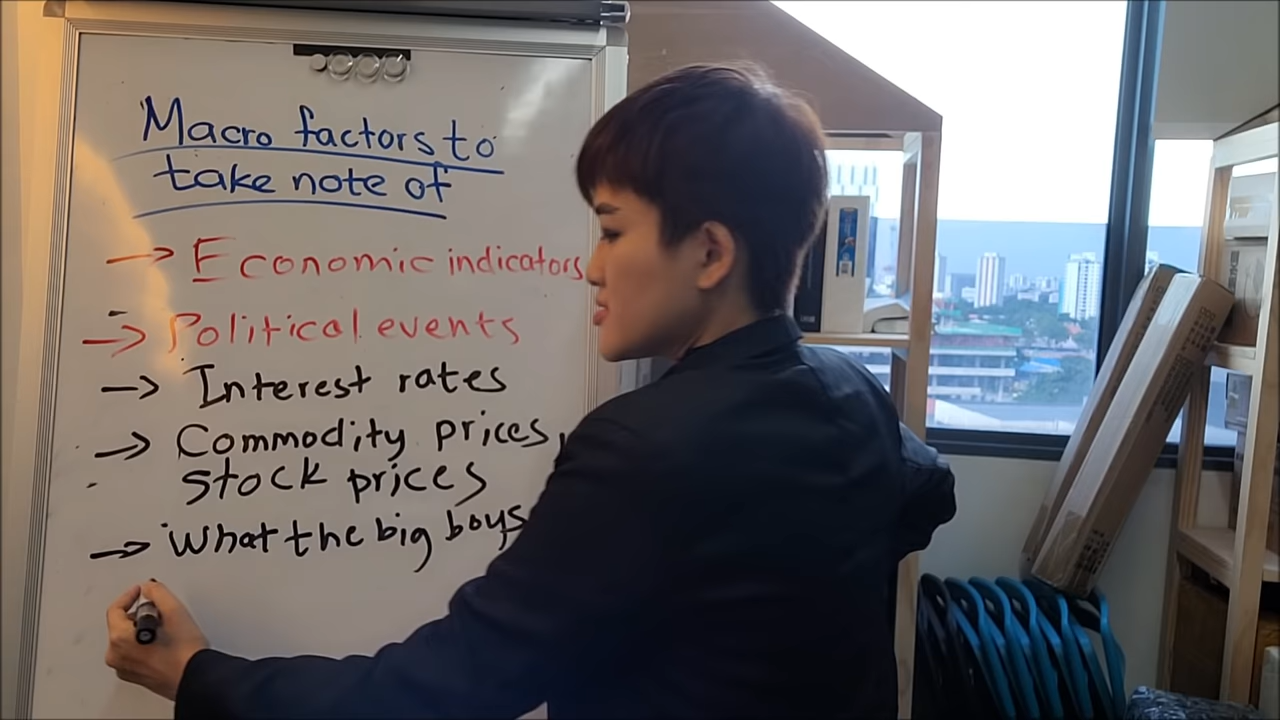 Macro factors to
take note of
→ Economic indicators
→ Political events
→ Interest rates
→ Commodity prices,
stock prices
→ What the big boys